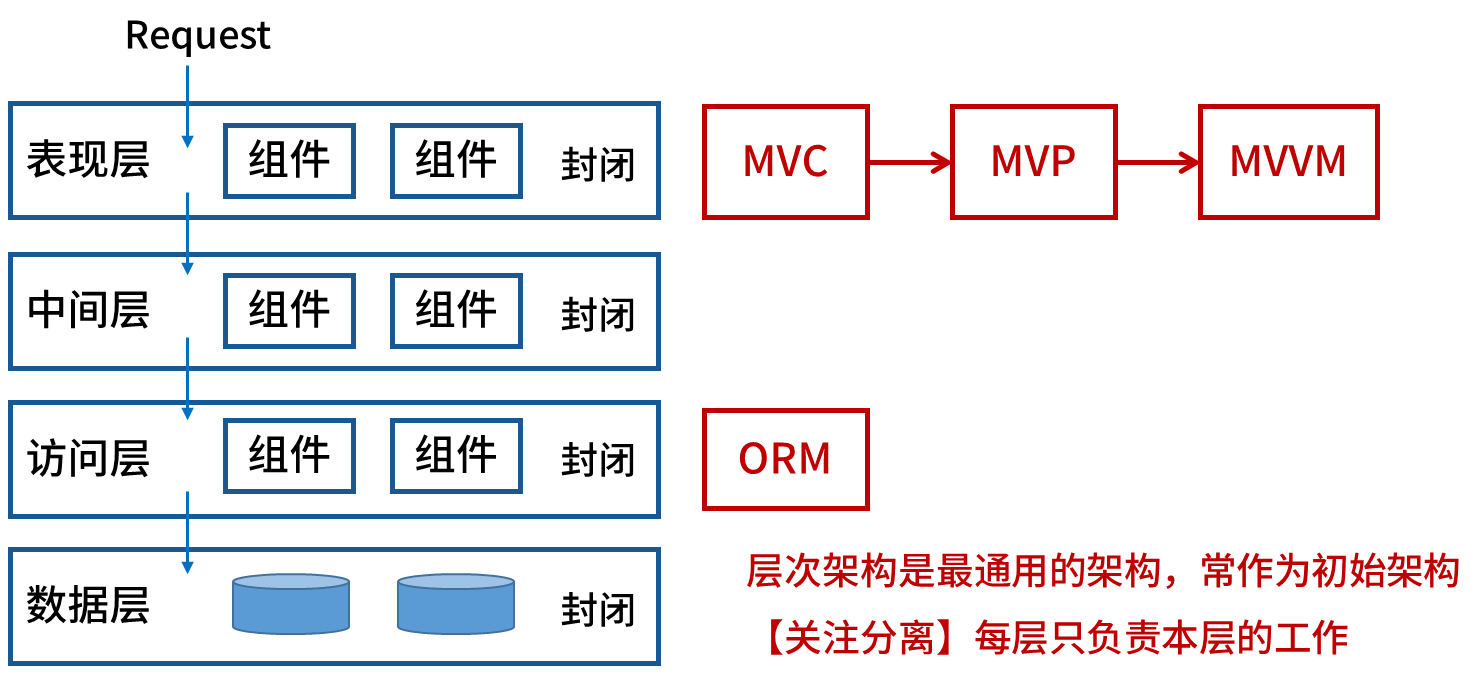 Request
表现层 组件 组件 封闭 MVC MVP MVVM
中间层 组件 组件 封闭
访问层 组件 组件 封闭 ORM
数据层 封闭
层次架构是最通用的架构，常作为初始架构
【关注分离】每层只负责本层的工作